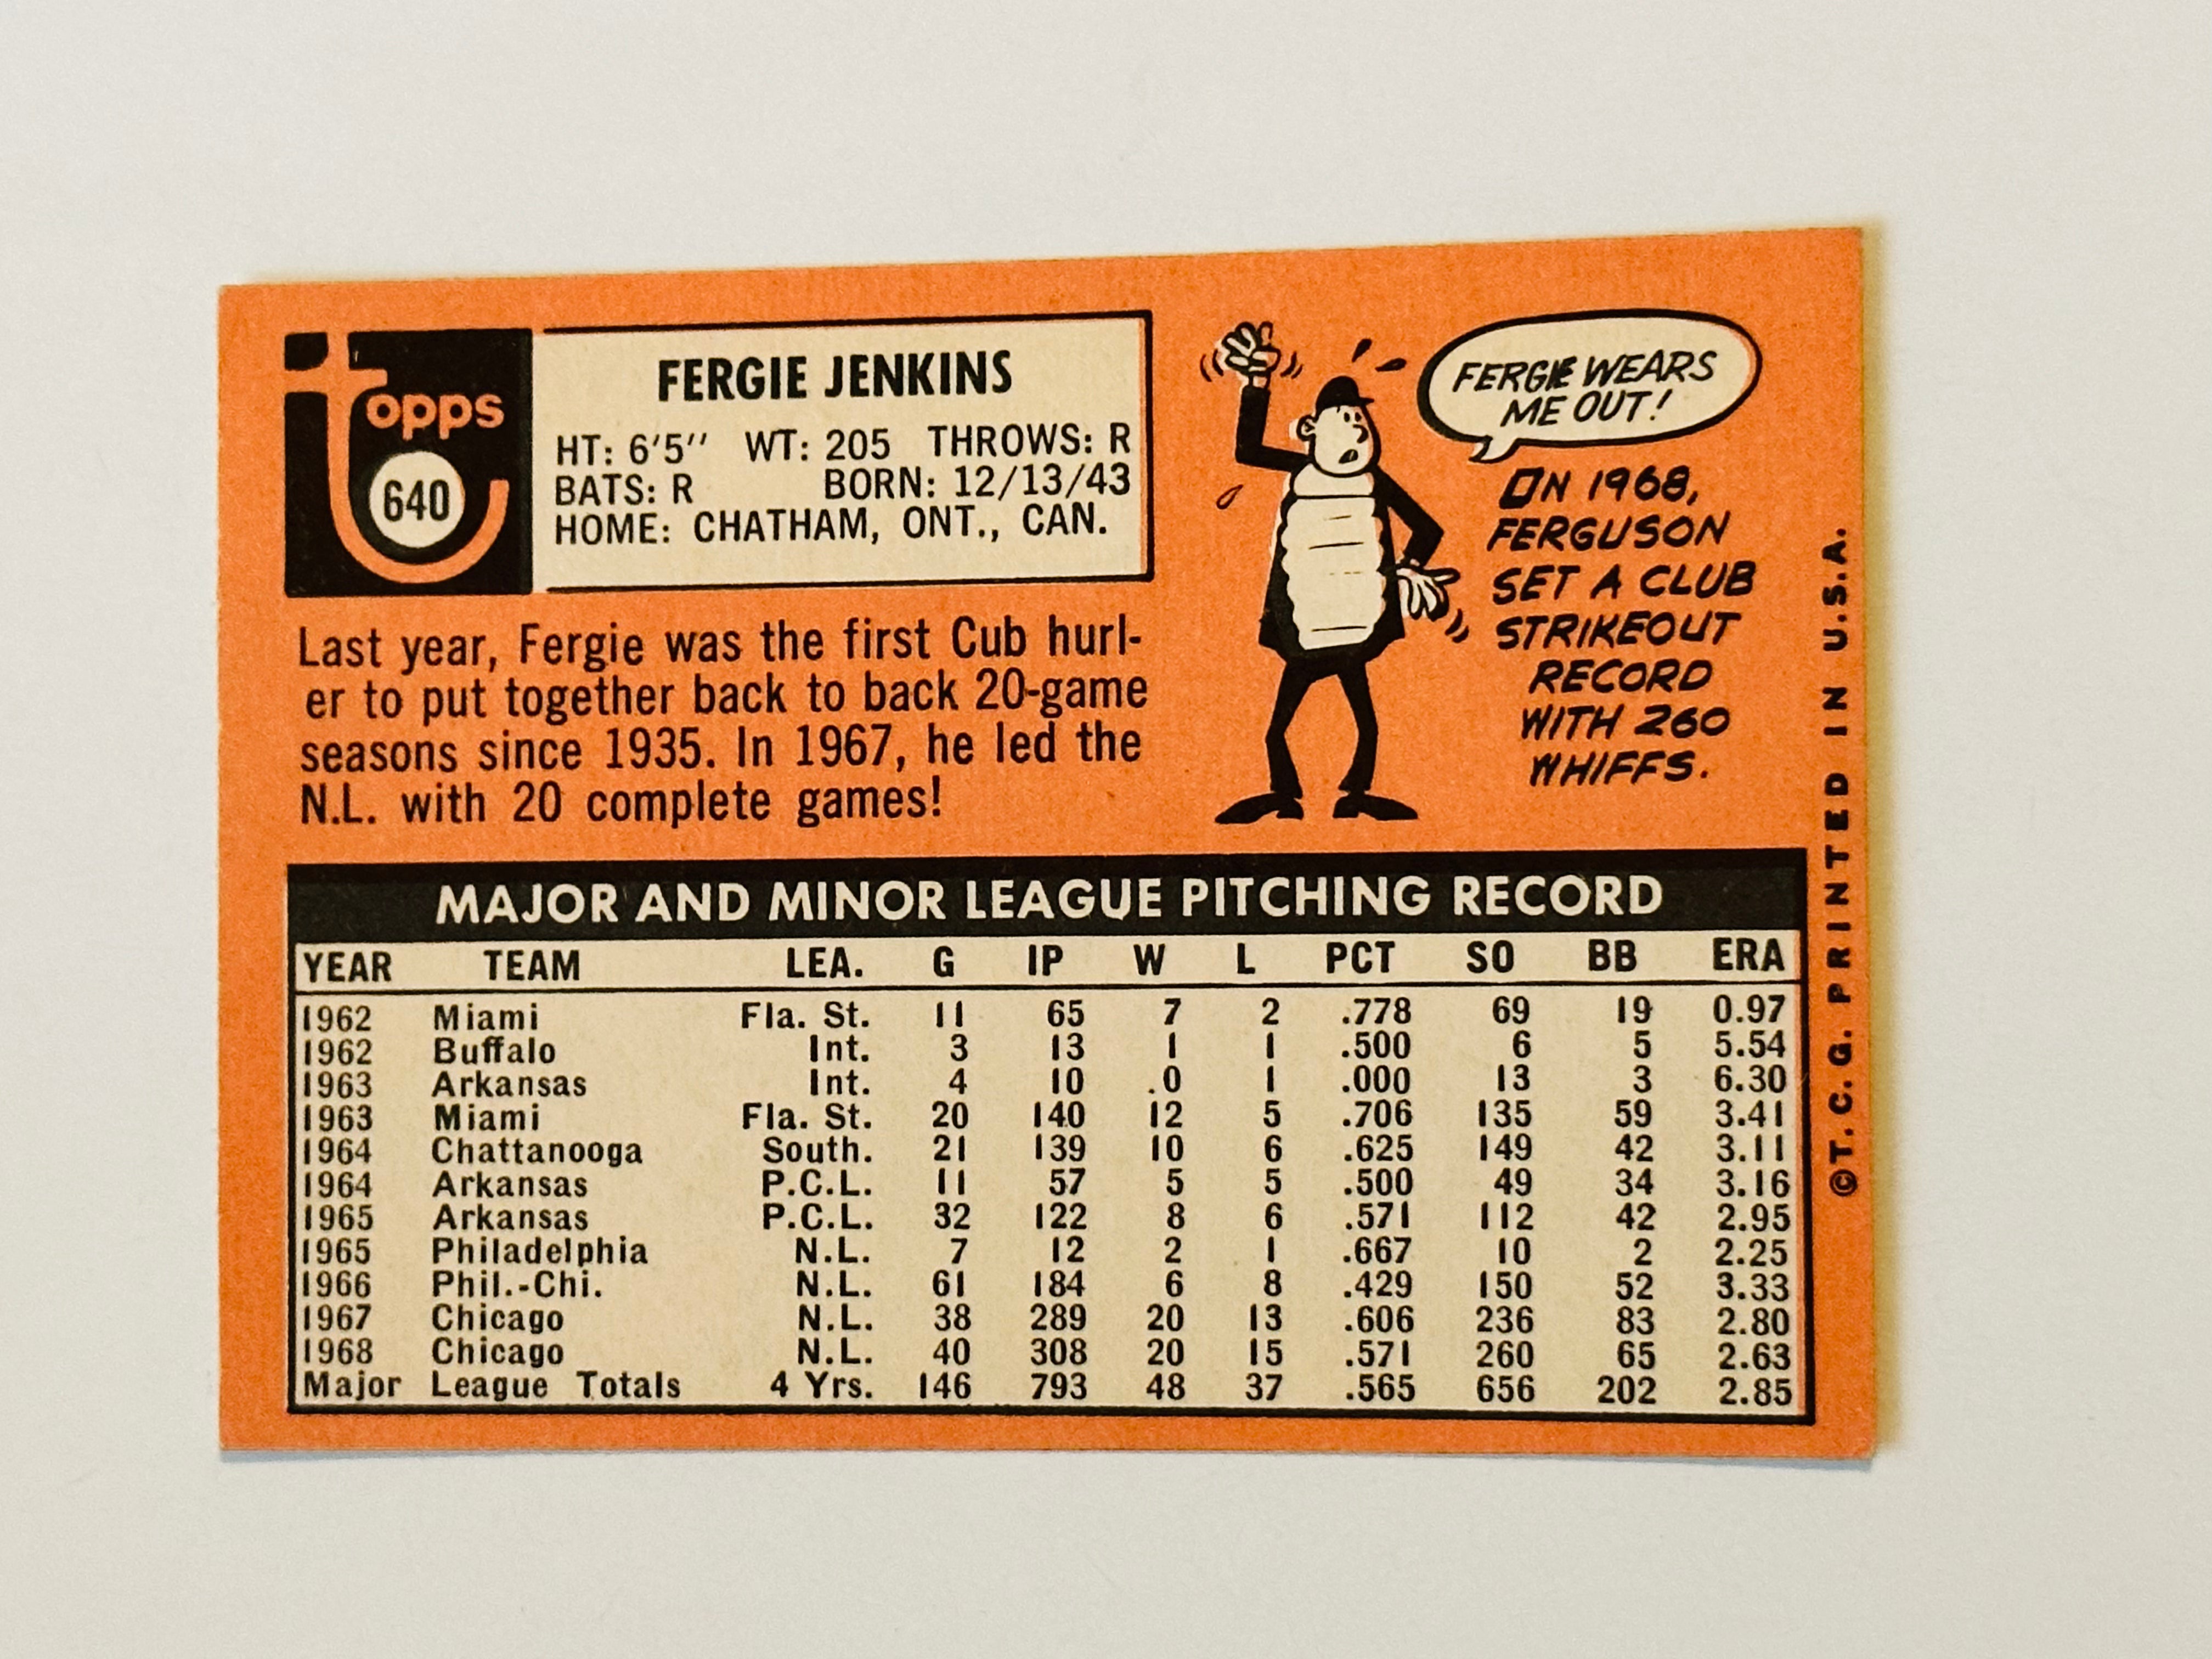 Topps
640
FERGIE JENKINS
HT: 6'5'' WT: 205 THROWS: R
BATS: R BORN: 12/13/43
HOME: CHATHAM, ONT., CAN.
Last year, Fergie was the first Cub hurl-
er to put together back to back 20-game
seasons since 1935. In 1967, he led the
N.L. with 20 complete games!
FERGIE WEARS
ME OUT!
ON 1968,
FERGUSON
SET A CLUB
STRIKEOUT
RECORD
WITH 260
WHIFFS.
MAJOR AND MINOR LEAGUE PITCHING RECORD
YEAR TEAM LEA. G IP W L PCT SO BB ERA
1962 Miami Fla. St. 11 65 7 2 .778 69 19 0.97
1962 Buffalo Int. 3 13 1 1 .500 6 5 5.54
1963 Arkansas Int. 4 10 .0 1 .000 13 3 6.30
1963 Miami Fla. St. 20 140 12 5 .706 135 59 3.41
1964 Chattanooga South. 21 139 10 6 .625 149 42 3.11
1964 Arkansas P.C.L. 11 57 5 5 .500 49 34 3.16
1965 Arkansas P.C.L. 32 122 8 6 .571 112 42 2.95
1965 Philadelphia N.L. 7 12 2 1 .667 10 2 2.25
1966 Phil.-Chi. N.L. 61 184 6 8 .429 150 52 3.33
1967 Chicago N.L. 38 289 20 13 .606 236 83 2.80
1968 Chicago N.L. 40 308 20 15 .571 260 65 2.63
Major League Totals 4 Yrs. 146 793 48 37 .565 656 202 2.85
©T.C.G. PRINTED IN U.S.A.